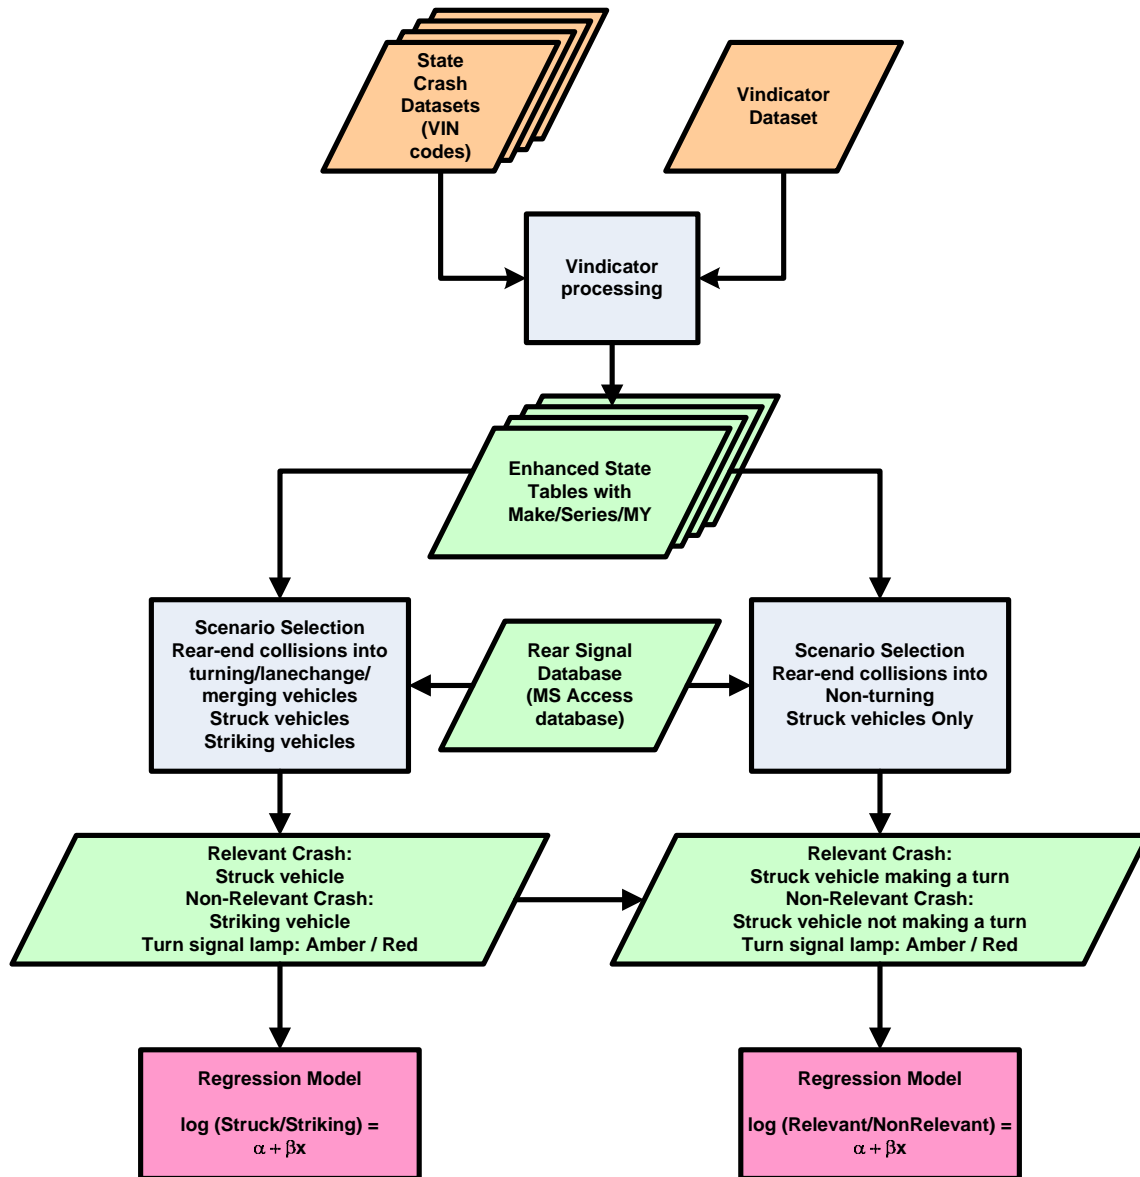 State
Crash
Datasets
(VIN
codes)
Vindicator
Dataset
Vindicator
processing
Enhanced State
Tables with
Make/Series/MY
Scenario Selection
Rear-end collisions into
turning/lanechange/
merging vehicles
Struck vehicles
Striking vehicles
Rear Signal
Database
(MS Access
database)
Scenario Selection
Rear-end collisions into
Non-turning
Struck vehicles Only
Relevant Crash:
Struck vehicle
Non-Relevant Crash:
Striking vehicle
Turn signal lamp: Amber / Red
Relevant Crash:
Struck vehicle making a turn
Non-Relevant Crash:
Struck vehicle not making a turn
Turn signal lamp: Amber / Red
Regression Model
log (Struck/Striking) =
α + βx
Regression Model
log (Relevant/NonRelevant) =
α + βx